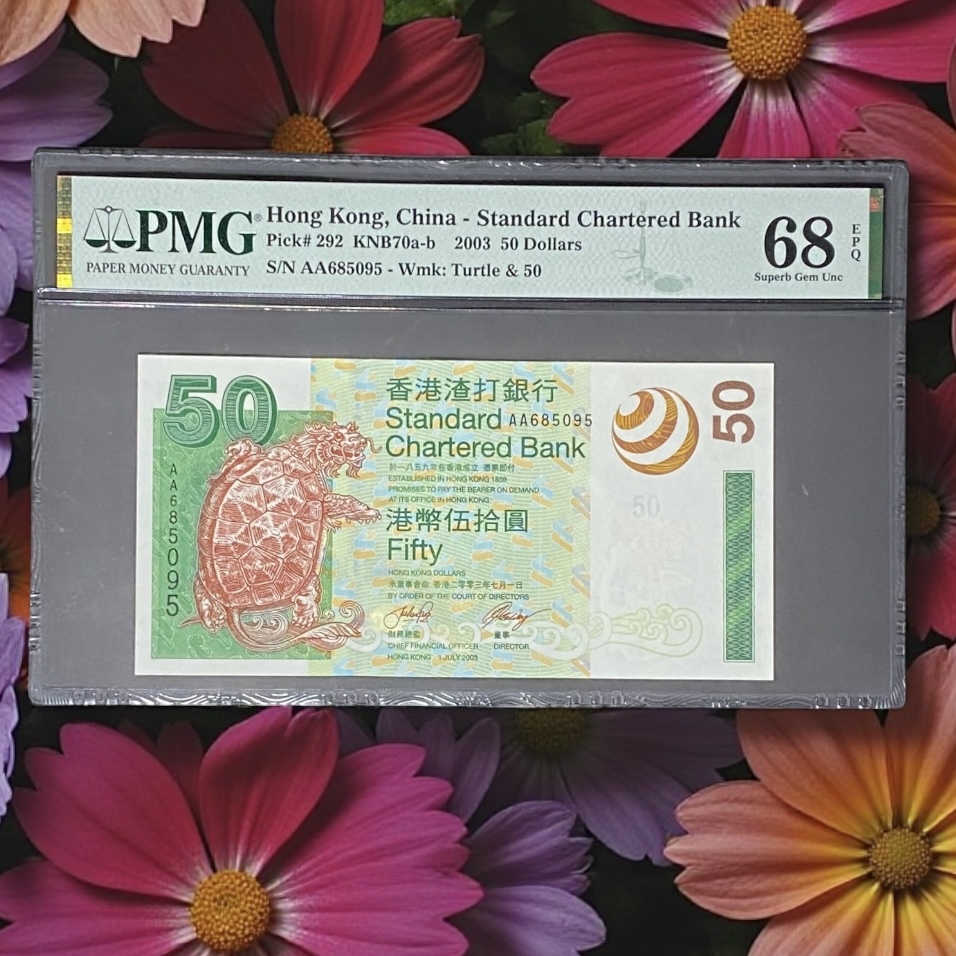 PMG®
PAPER MONEY GUARANTY
Hong Kong, China - Standard Chartered Bank
Pick# 292 KNB70a-b 2003 50 Dollars
S/N AA685095 - Wmk: Turtle & 50
68
EPQ
Superb Gem Unc
50
香港渣打銀行
Standard AA685095
Chartered Bank
於一八五九年在香港成立 憑票即付
ESTABLISHED IN HONG KONG 1859
PROMISES TO PAY THE BEARER ON DEMAND
AT ITS OFFICE IN HONG KONG
港幣伍拾圓
Fifty
HONG KONG DOLLARS
承董事會命 香港二零零三年七月一日
BY ORDER OF THE COURT OF DIRECTORS
財務總監 董事
CHIEF FINANCIAL OFFICER DIRECTOR
HONG KONG 1 JULY 2003
AA685095
50
50